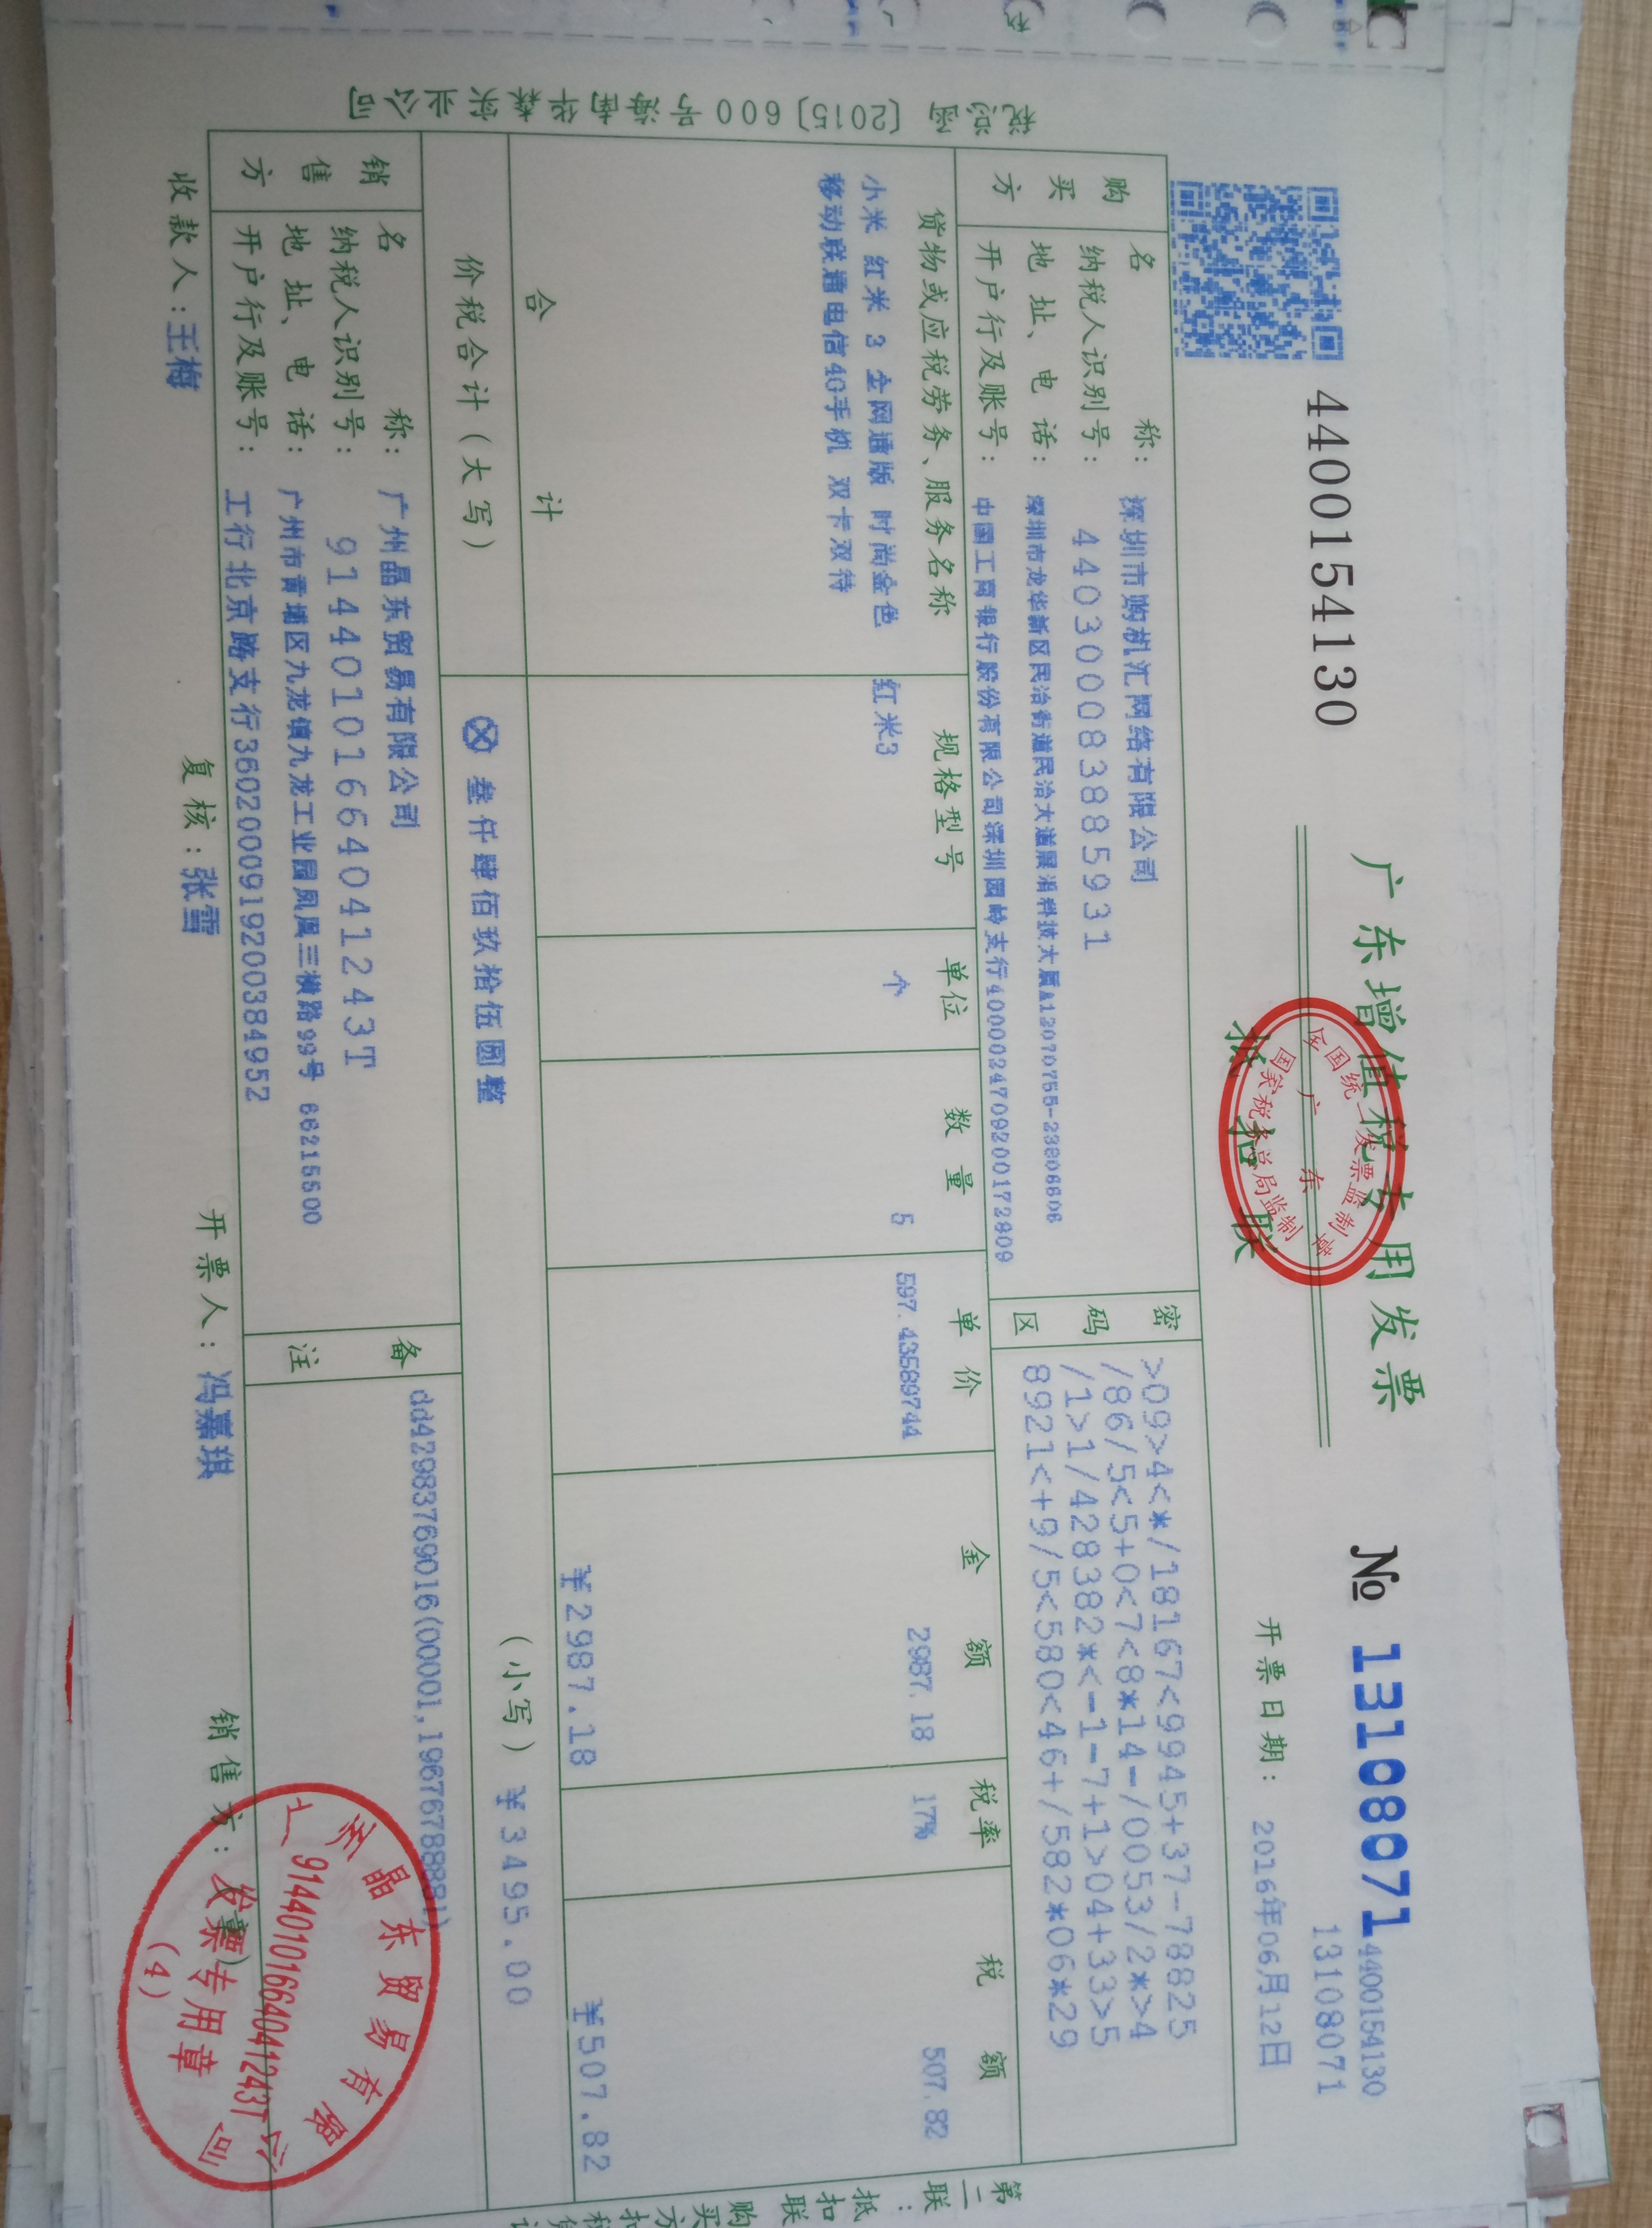 4400154130
广东增值税专用发票
抵扣联
全国统一发票监制章
广东
国家税务总局监制
№ 13108071
4400154130
13108071
开票日期: 2016年06月12日
购买方
名称: 深圳市购机汇网络有限公司
纳税人识别号: 440300083885931
地址、电话: 深圳市龙华新区民治街道民治大道展滔科技大厦A12070755-23806606
开户行及账号: 中国工商银行股份有限公司深圳园岭支行4000024709200172809
密码区
>09>4<*/18167<9945+37-78825
/86/5<5+0<7<8*14-/0053/2*>4
/1>1/428382*<-1-7+1>04+33>5
8921<+9/5<580<46+/582*06*29
货物或应税劳务、服务名称 规格型号 单位 数量 单价 金额 税率 税额
小米 红米 3 全网通版 时尚金色 红米3 个 5 597.43589744 2987.18 17% 507.82
移动联通电信4G手机 双卡双待
合计 ¥2987.18 ¥507.82
价税合计(大写) ⊗ 叁仟肆佰玖拾伍圆整 (小写) ¥3495.00
销售方
名称: 广州晶东贸易有限公司
纳税人识别号: 91440101664041243T
地址、电话: 广州市黄埔区九龙镇九龙工业园凤凰三横路99号 66215500
开户行及账号: 工行北京路支行3602000919200384952
备注
dd42983769016(00001,19676788881)
收款人:王梅 复核:张雪 开票人:冯嘉琪 销售方:(章)
广州晶东贸易有限公司
91440101664041243T
发票专用章
(4)
税总函[2015]600号海南华森实业公司
第二联:抵扣联 购买方扣税